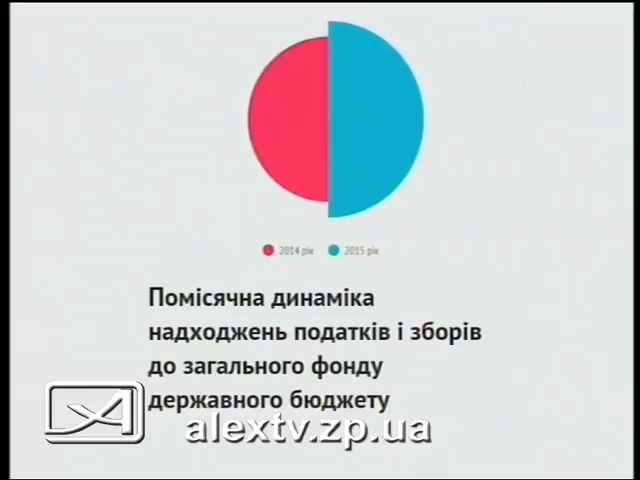 2014 рік 2015 рік
Помісячна динаміка
надходжень податків і зборів
до загального фонду
державного бюджету
alextv.zp.ua